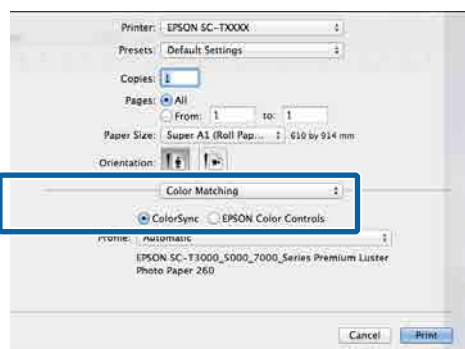 Printer: EPSON SC-TXXXX
Presets: Default Settings
Copies: 1
Pages: All
From: 1 to: 1
Paper Size: Super A1 (Roll Pap... 610 by 914 mm
Orientation:
Color Matching
ColorSync EPSON Color Controls
Profile: Automatic
EPSON SC-T3000_5000_7000_Series Premium Luster
Photo Paper 260
Cancel Print